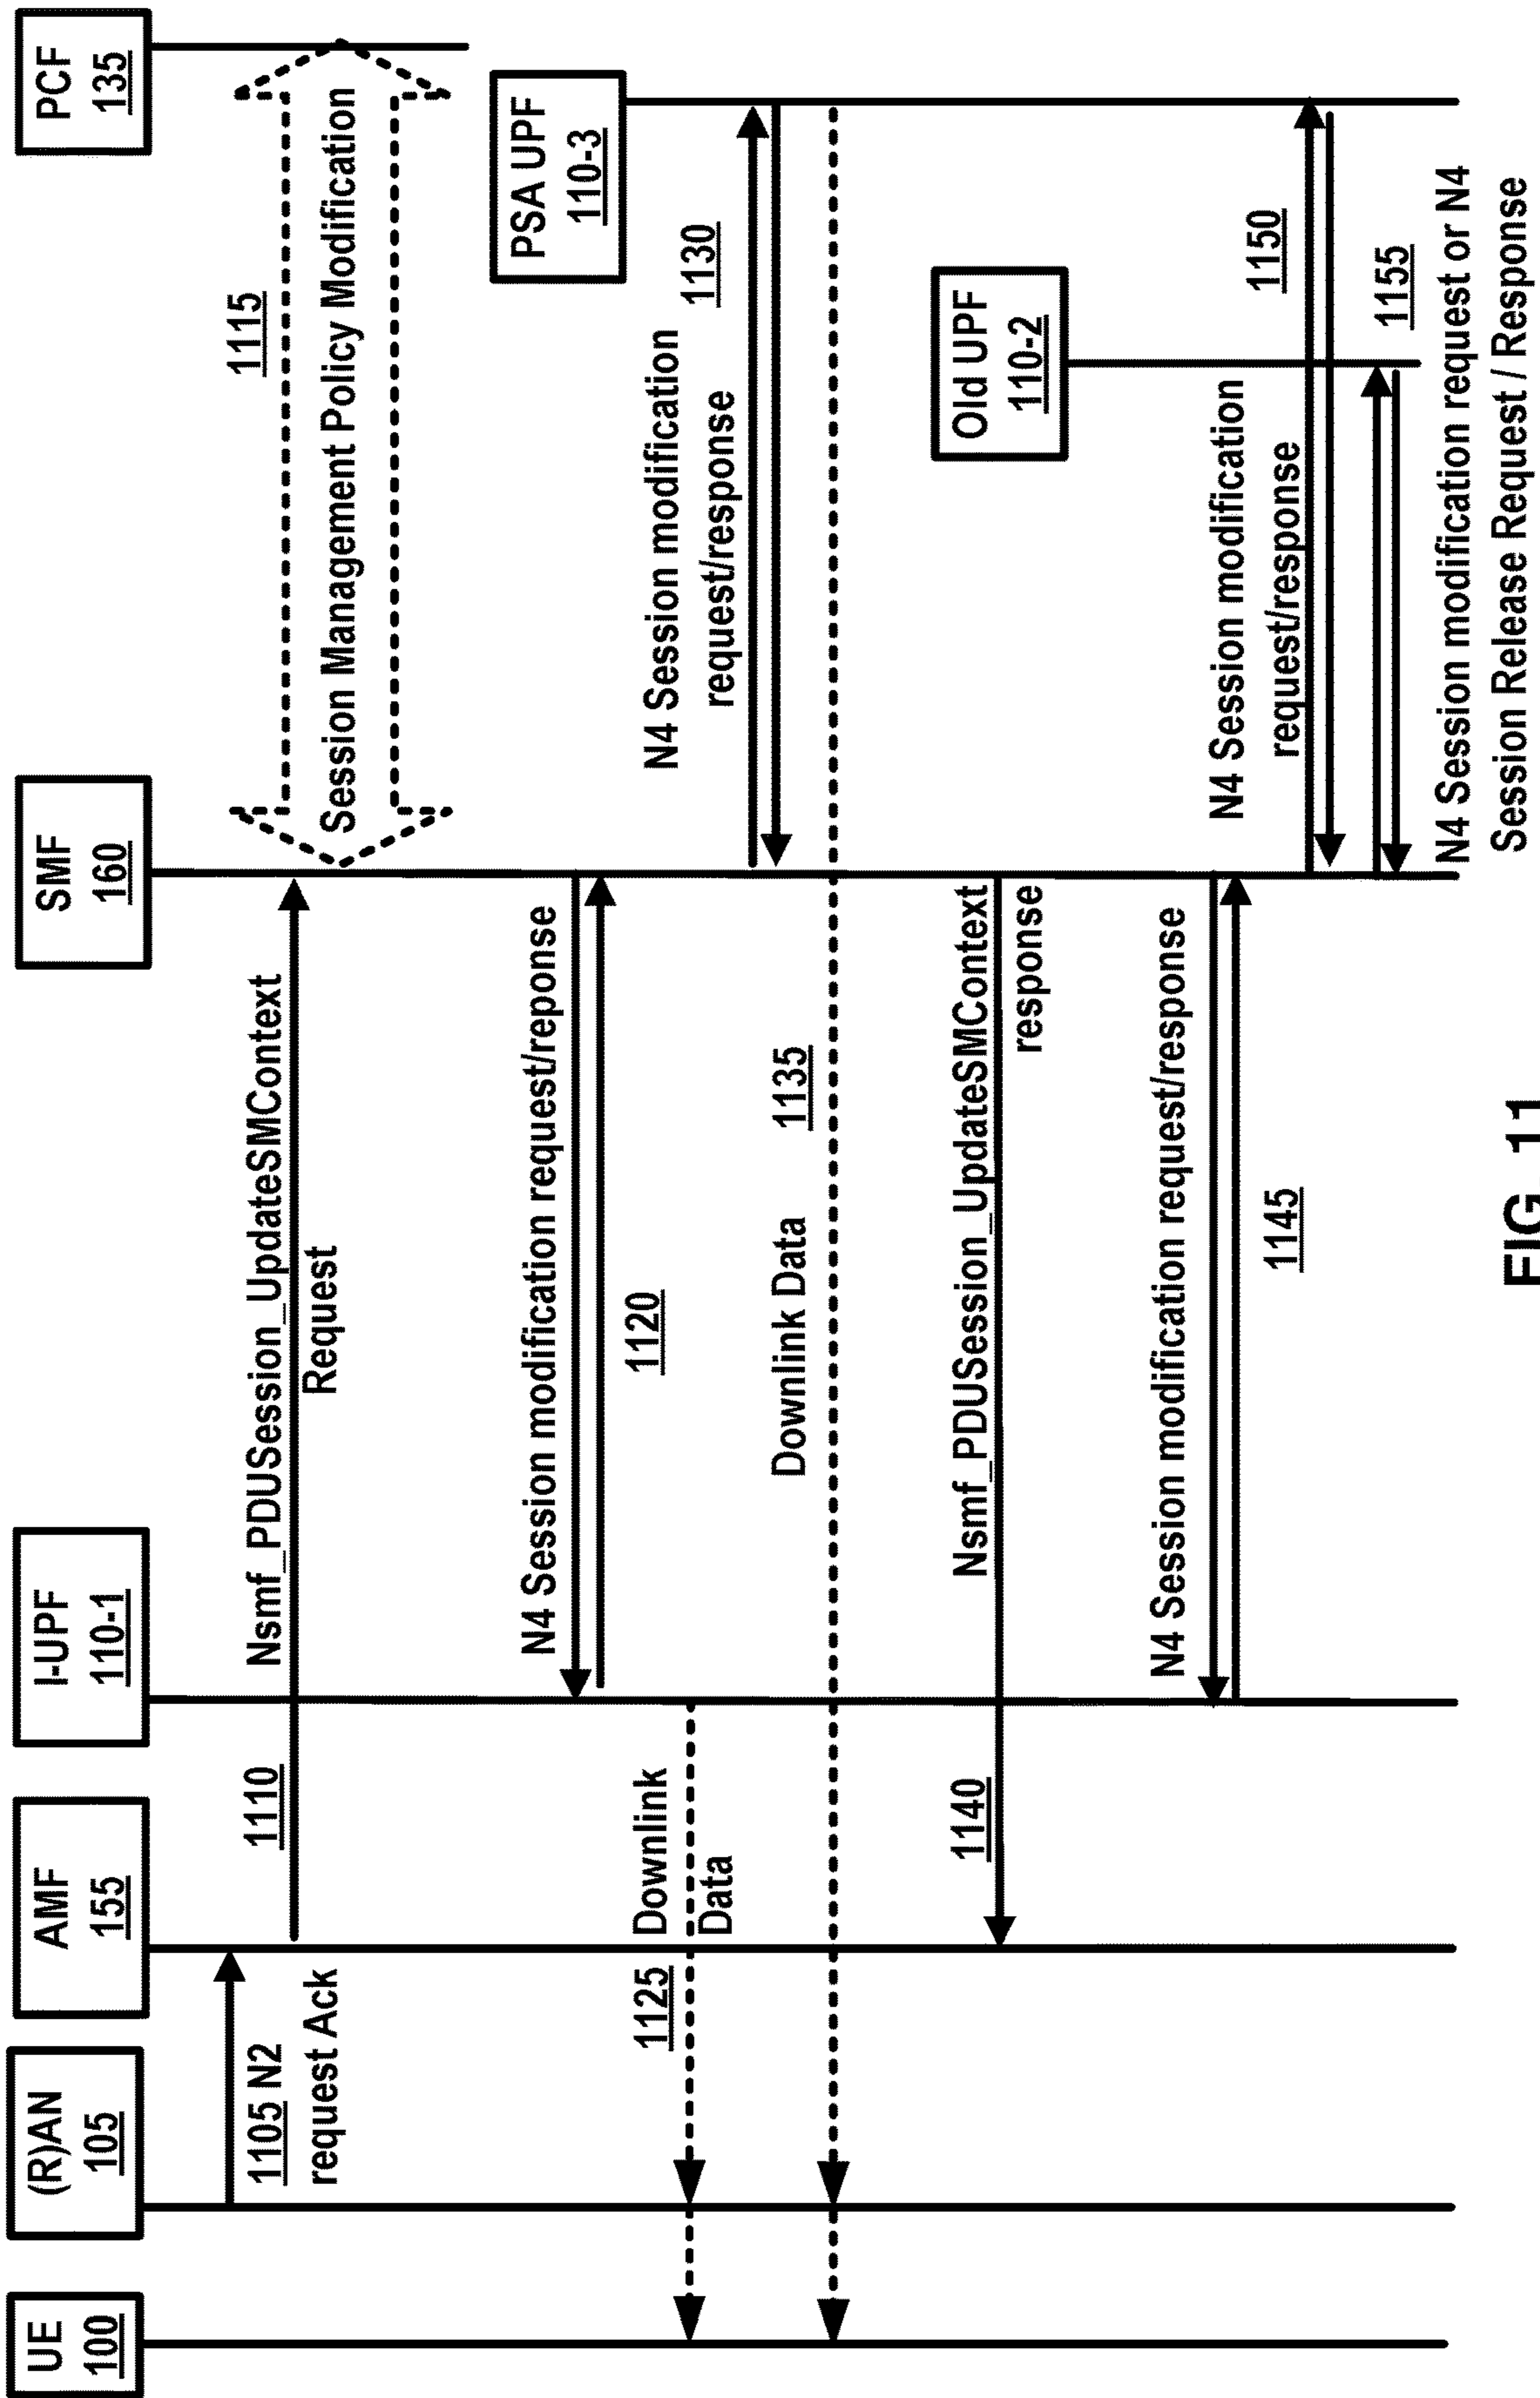 UE
100
(R)AN
105
AMF
155
I-UPF
110-1
SMF
160
PCF
135
1105 N2
request Ack
1110
Nsmf_PDUSession_UpdateSMContext
Request
1115
Session Management Policy Modification
N4 Session modification request/reponse
1120
PSA UPF
110-3
1125
Downlink
Data
N4 Session modification
request/response
1130
Downlink Data
1135
Old UPF
110-2
1140
Nsmf_PDUSession_UpdateSMContext
response
N4 Session modification request/response
1145
N4 Session modification
request/response
1150
1155
N4 Session modification request or N4
Session Release Request / Response
FIG. 11